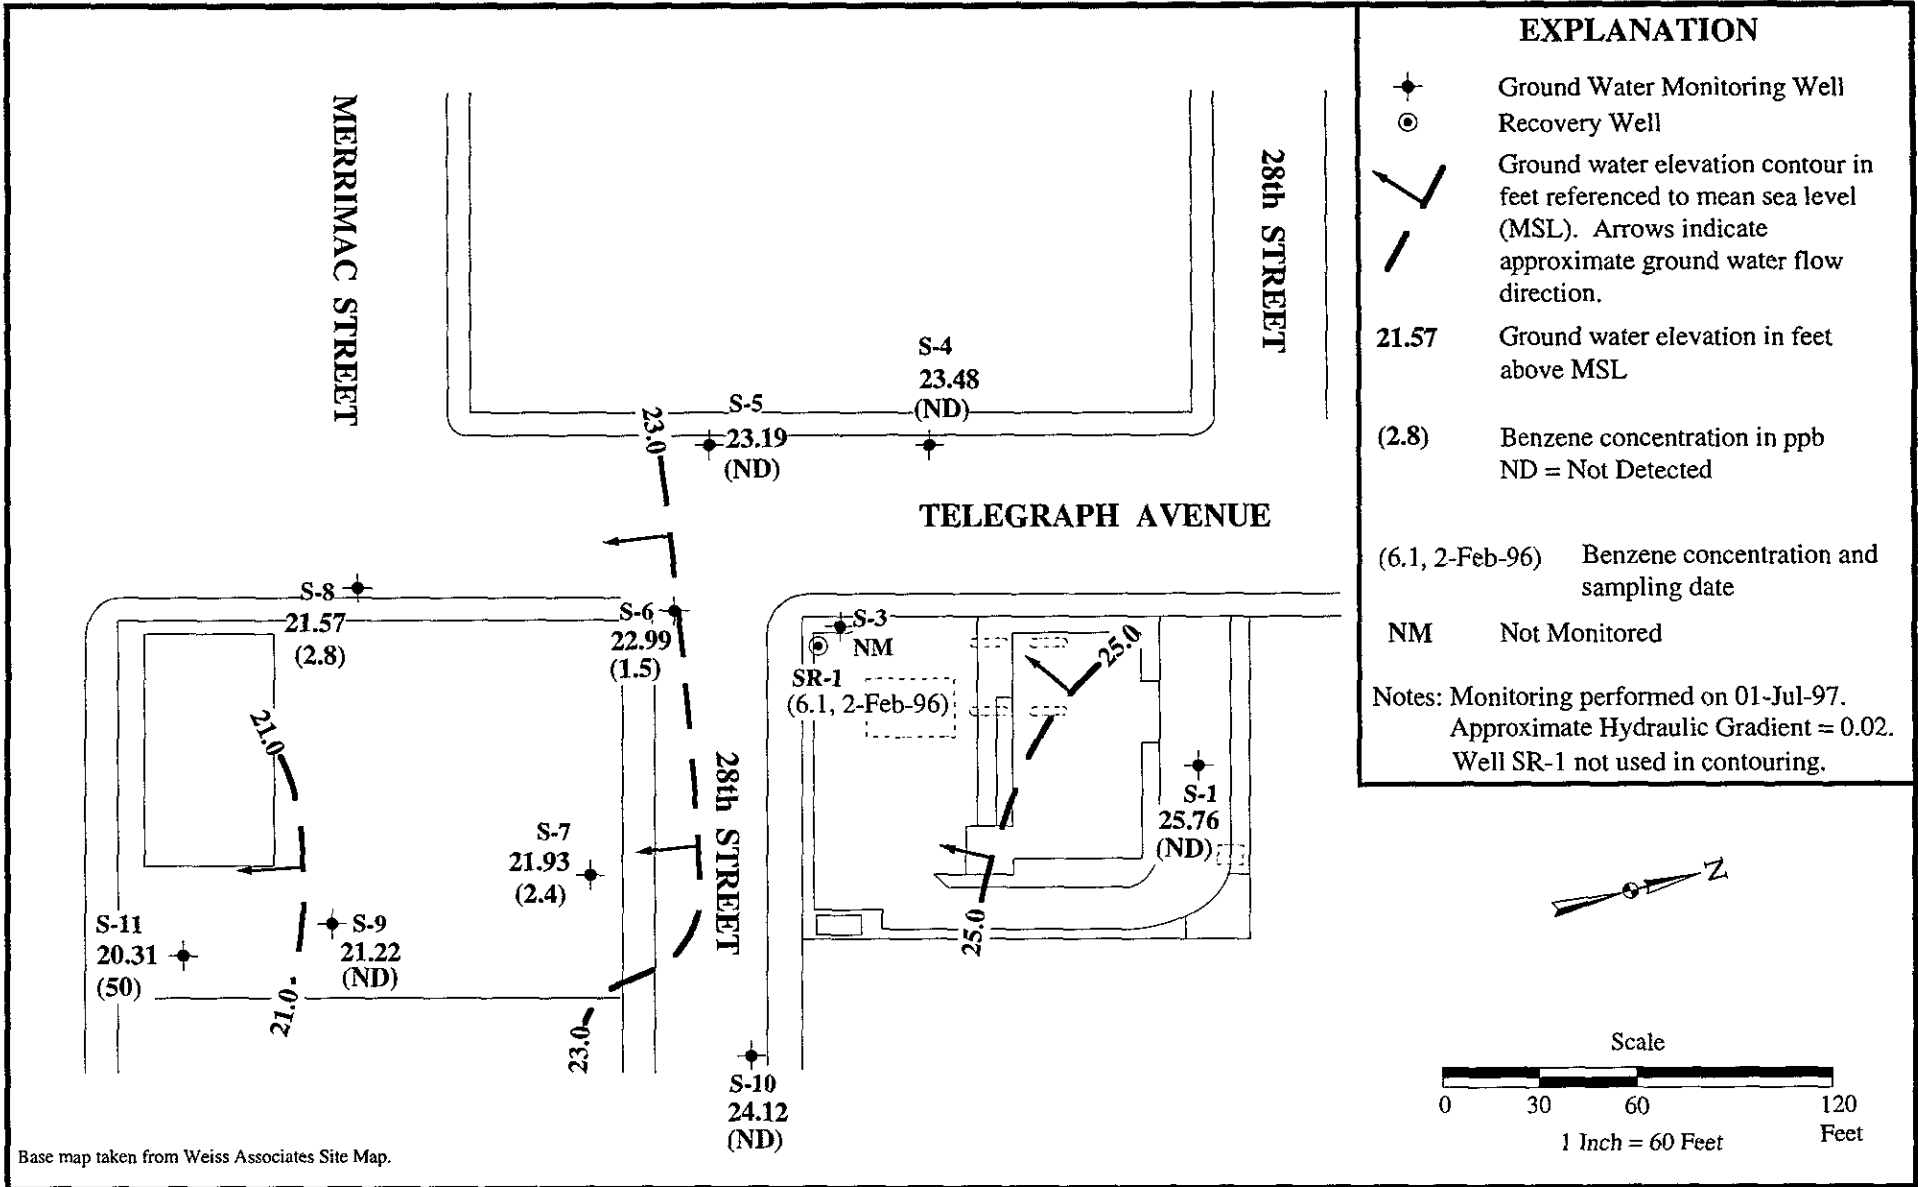 EXPLANATION
Ground Water Monitoring Well
Recovery Well
Ground water elevation contour in
feet referenced to mean sea level
(MSL). Arrows indicate
approximate ground water flow
direction.
21.57 Ground water elevation in feet
above MSL
(2.8) Benzene concentration in ppb
ND = Not Detected
(6.1, 2-Feb-96) Benzene concentration and
sampling date
NM Not Monitored
Notes: Monitoring performed on 01-Jul-97.
Approximate Hydraulic Gradient = 0.02.
Well SR-1 not used in contouring.
MERRIMAC STREET
28th STREET
S-4
23.48
(ND)
S-5
23.19
(ND)
23.0
TELEGRAPH AVENUE
S-8
21.57
(2.8)
S-6
22.99
(1.5)
S-3
NM
SR-1
(6.1, 2-Feb-96)
25.0
21.0
28th STREET
S-7
21.93
(2.4)
S-1
25.76
(ND)
S-11
20.31
(50)
S-9
21.22
(ND)
25.0
21.0
23.0
S-10
24.12
(ND)
N
Scale
0 30 60 120
Feet
1 Inch = 60 Feet
Base map taken from Weiss Associates Site Map.